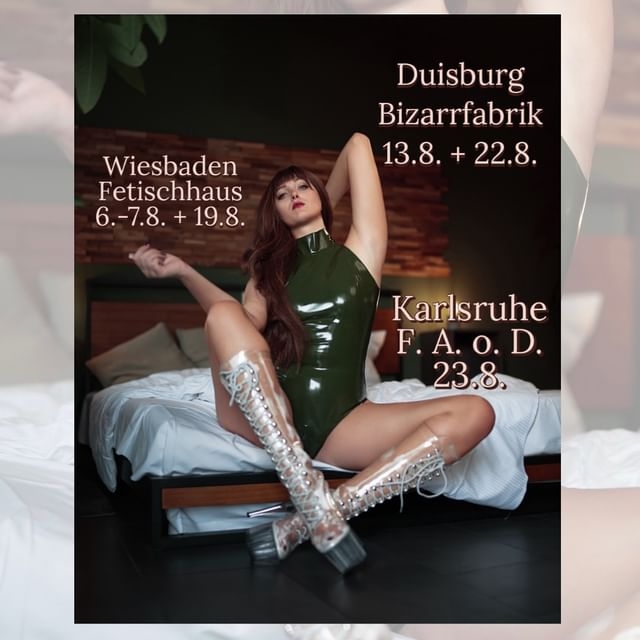 Duisburg
Bizarrfabrik
13.8. + 22.8.
Wiesbaden
Fetischhaus
6.-7.8. + 19.8.
Karlsruhe
F. A. o. D.
23.8.